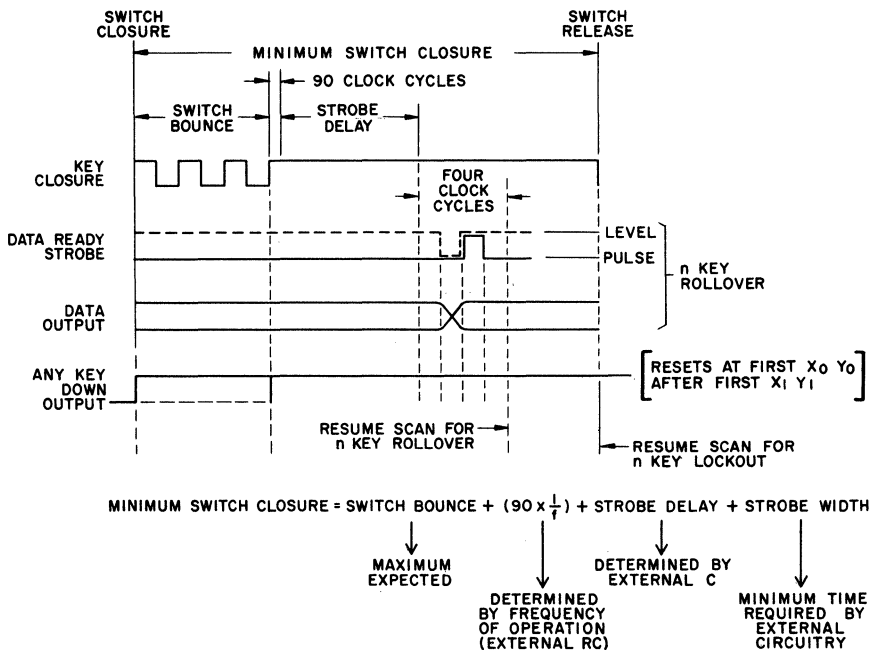 SWITCH
CLOSURE
SWITCH
RELEASE
MINIMUM SWITCH CLOSURE
90 CLOCK CYCLES
SWITCH
BOUNCE
STROBE
DELAY
KEY
CLOSURE
FOUR
CLOCK
CYCLES
DATA READY
STROBE
LEVEL
PULSE
n KEY
ROLLOVER
DATA
OUTPUT
ANY KEY
DOWN
OUTPUT
[RESETS AT FIRST X0 Y0
AFTER FIRST X1 Y1]
RESUME SCAN FOR
n KEY ROLLOVER
RESUME SCAN FOR
n KEY LOCKOUT
MINIMUM SWITCH CLOSURE = SWITCH BOUNCE + (90 x 1/f) + STROBE DELAY + STROBE WIDTH
MAXIMUM
EXPECTED
DETERMINED BY
EXTERNAL C
DETERMINED
BY FREQUENCY
OF OPERATION
(EXTERNAL RC)
MINIMUM TIME
REQUIRED BY
EXTERNAL
CIRCUITRY